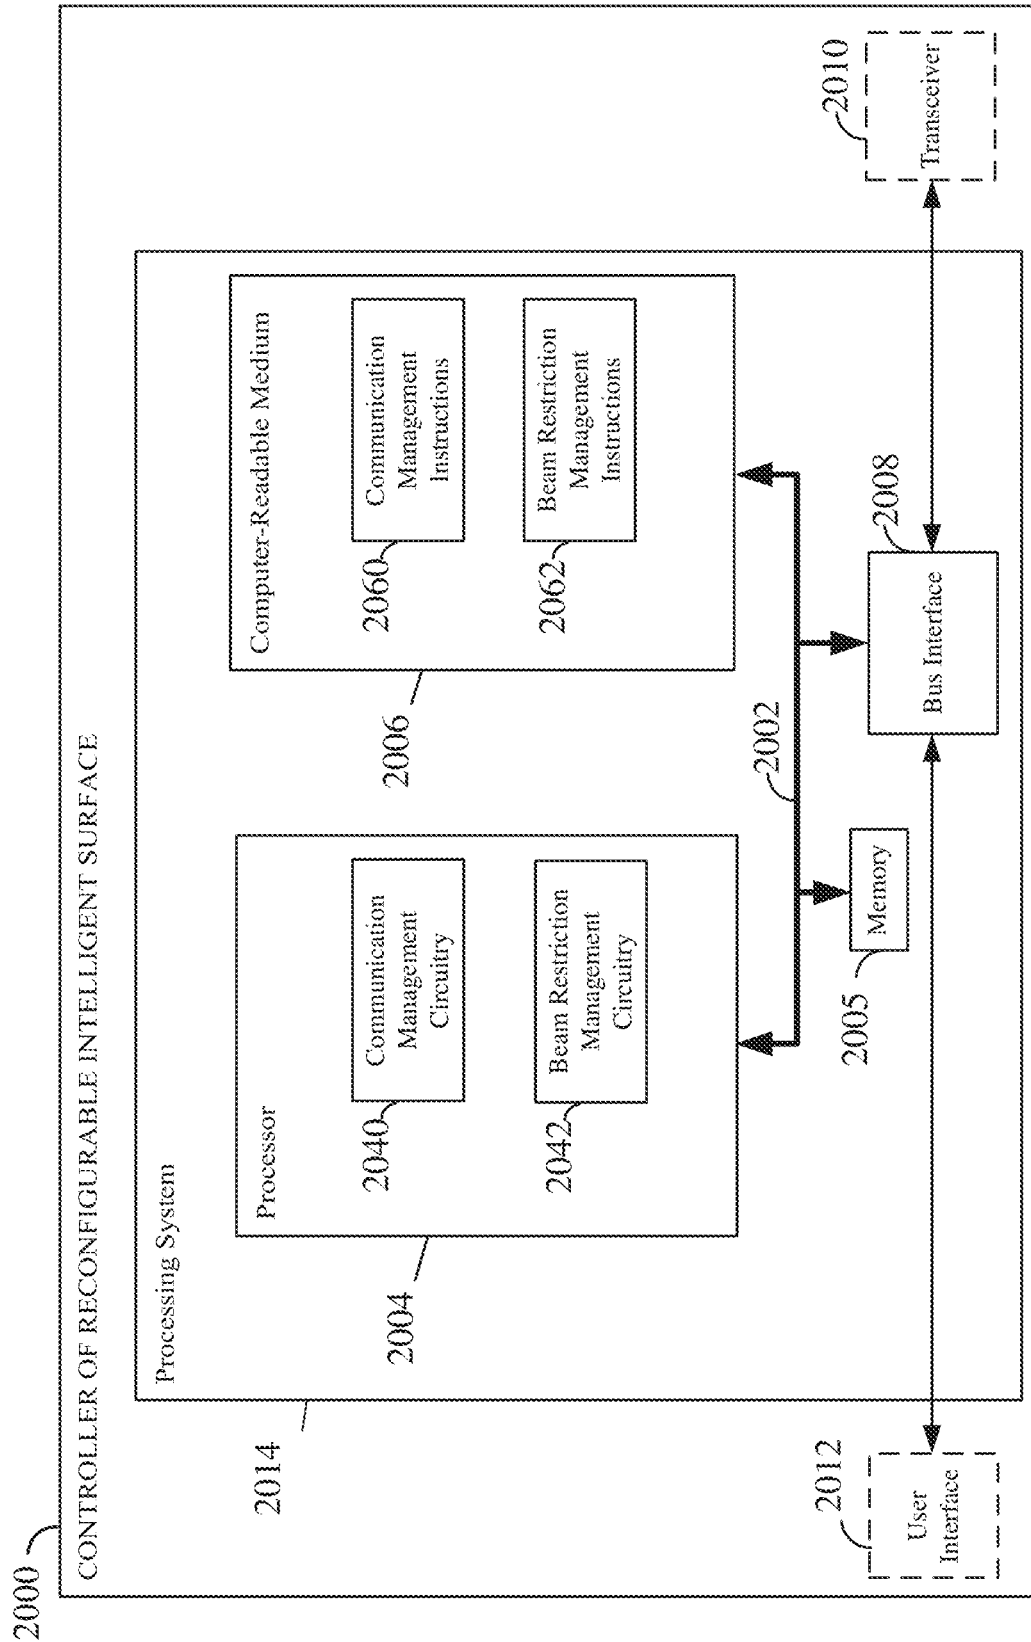 2000
CONTROLLER OF RECONFIGURABLE INTELLIGENT SURFACE
2014
Processing System
2004
Processor
2040
Communication
Management
Circuitry
2042
Beam Restriction
Management
Circuitry
2006
Computer-Readable Medium
2060
Communication
Management
Instructions
2062
Beam Restriction
Management
Instructions
2002
2005
Memory
2008
Bus Interface
2012
User
Interface
2010
Transceiver